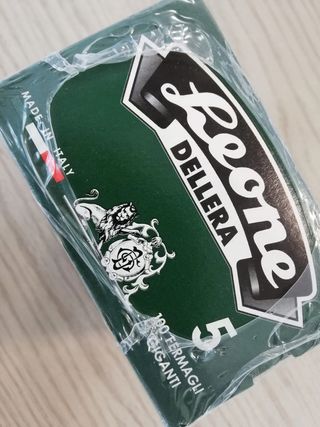 MADE IN ITALY
Leone
DELLERA
5
100 FERMAGLI
GIGANTI